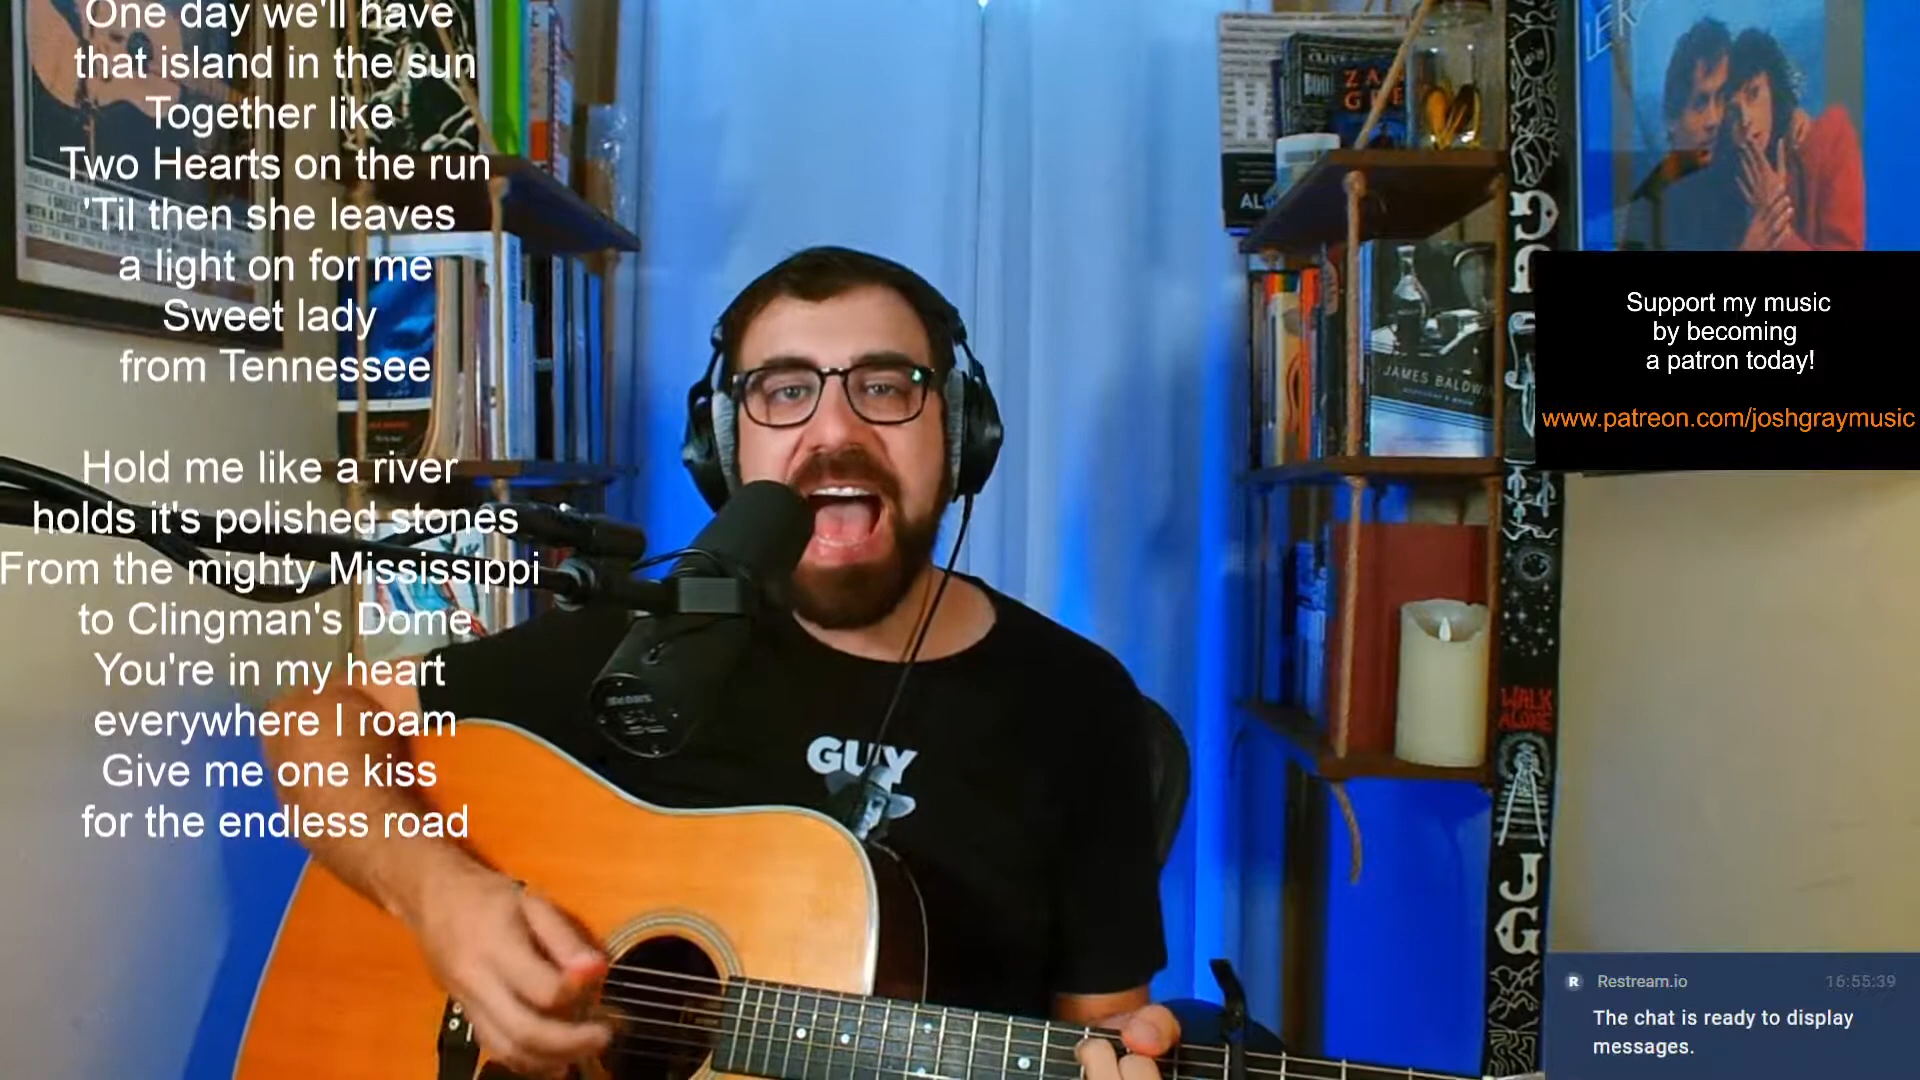 One day we'll have
that island in the sun
Together like
Two Hearts on the run
'Til then she leaves
a light on for me
Sweet lady
from Tennessee
Hold me like a river
holds it's polished stones
From the mighty Mississippi
to Clingman's Dome
You're in my heart
everywhere I roam
Give me one kiss
for the endless road
Support my music
by becoming
a patron today!
www.patreon.com/joshgraymusic
JAMES BALDWIN
WALK
ALONE
JG
GUY
R Restream.io 16:55:39
The chat is ready to display
messages.